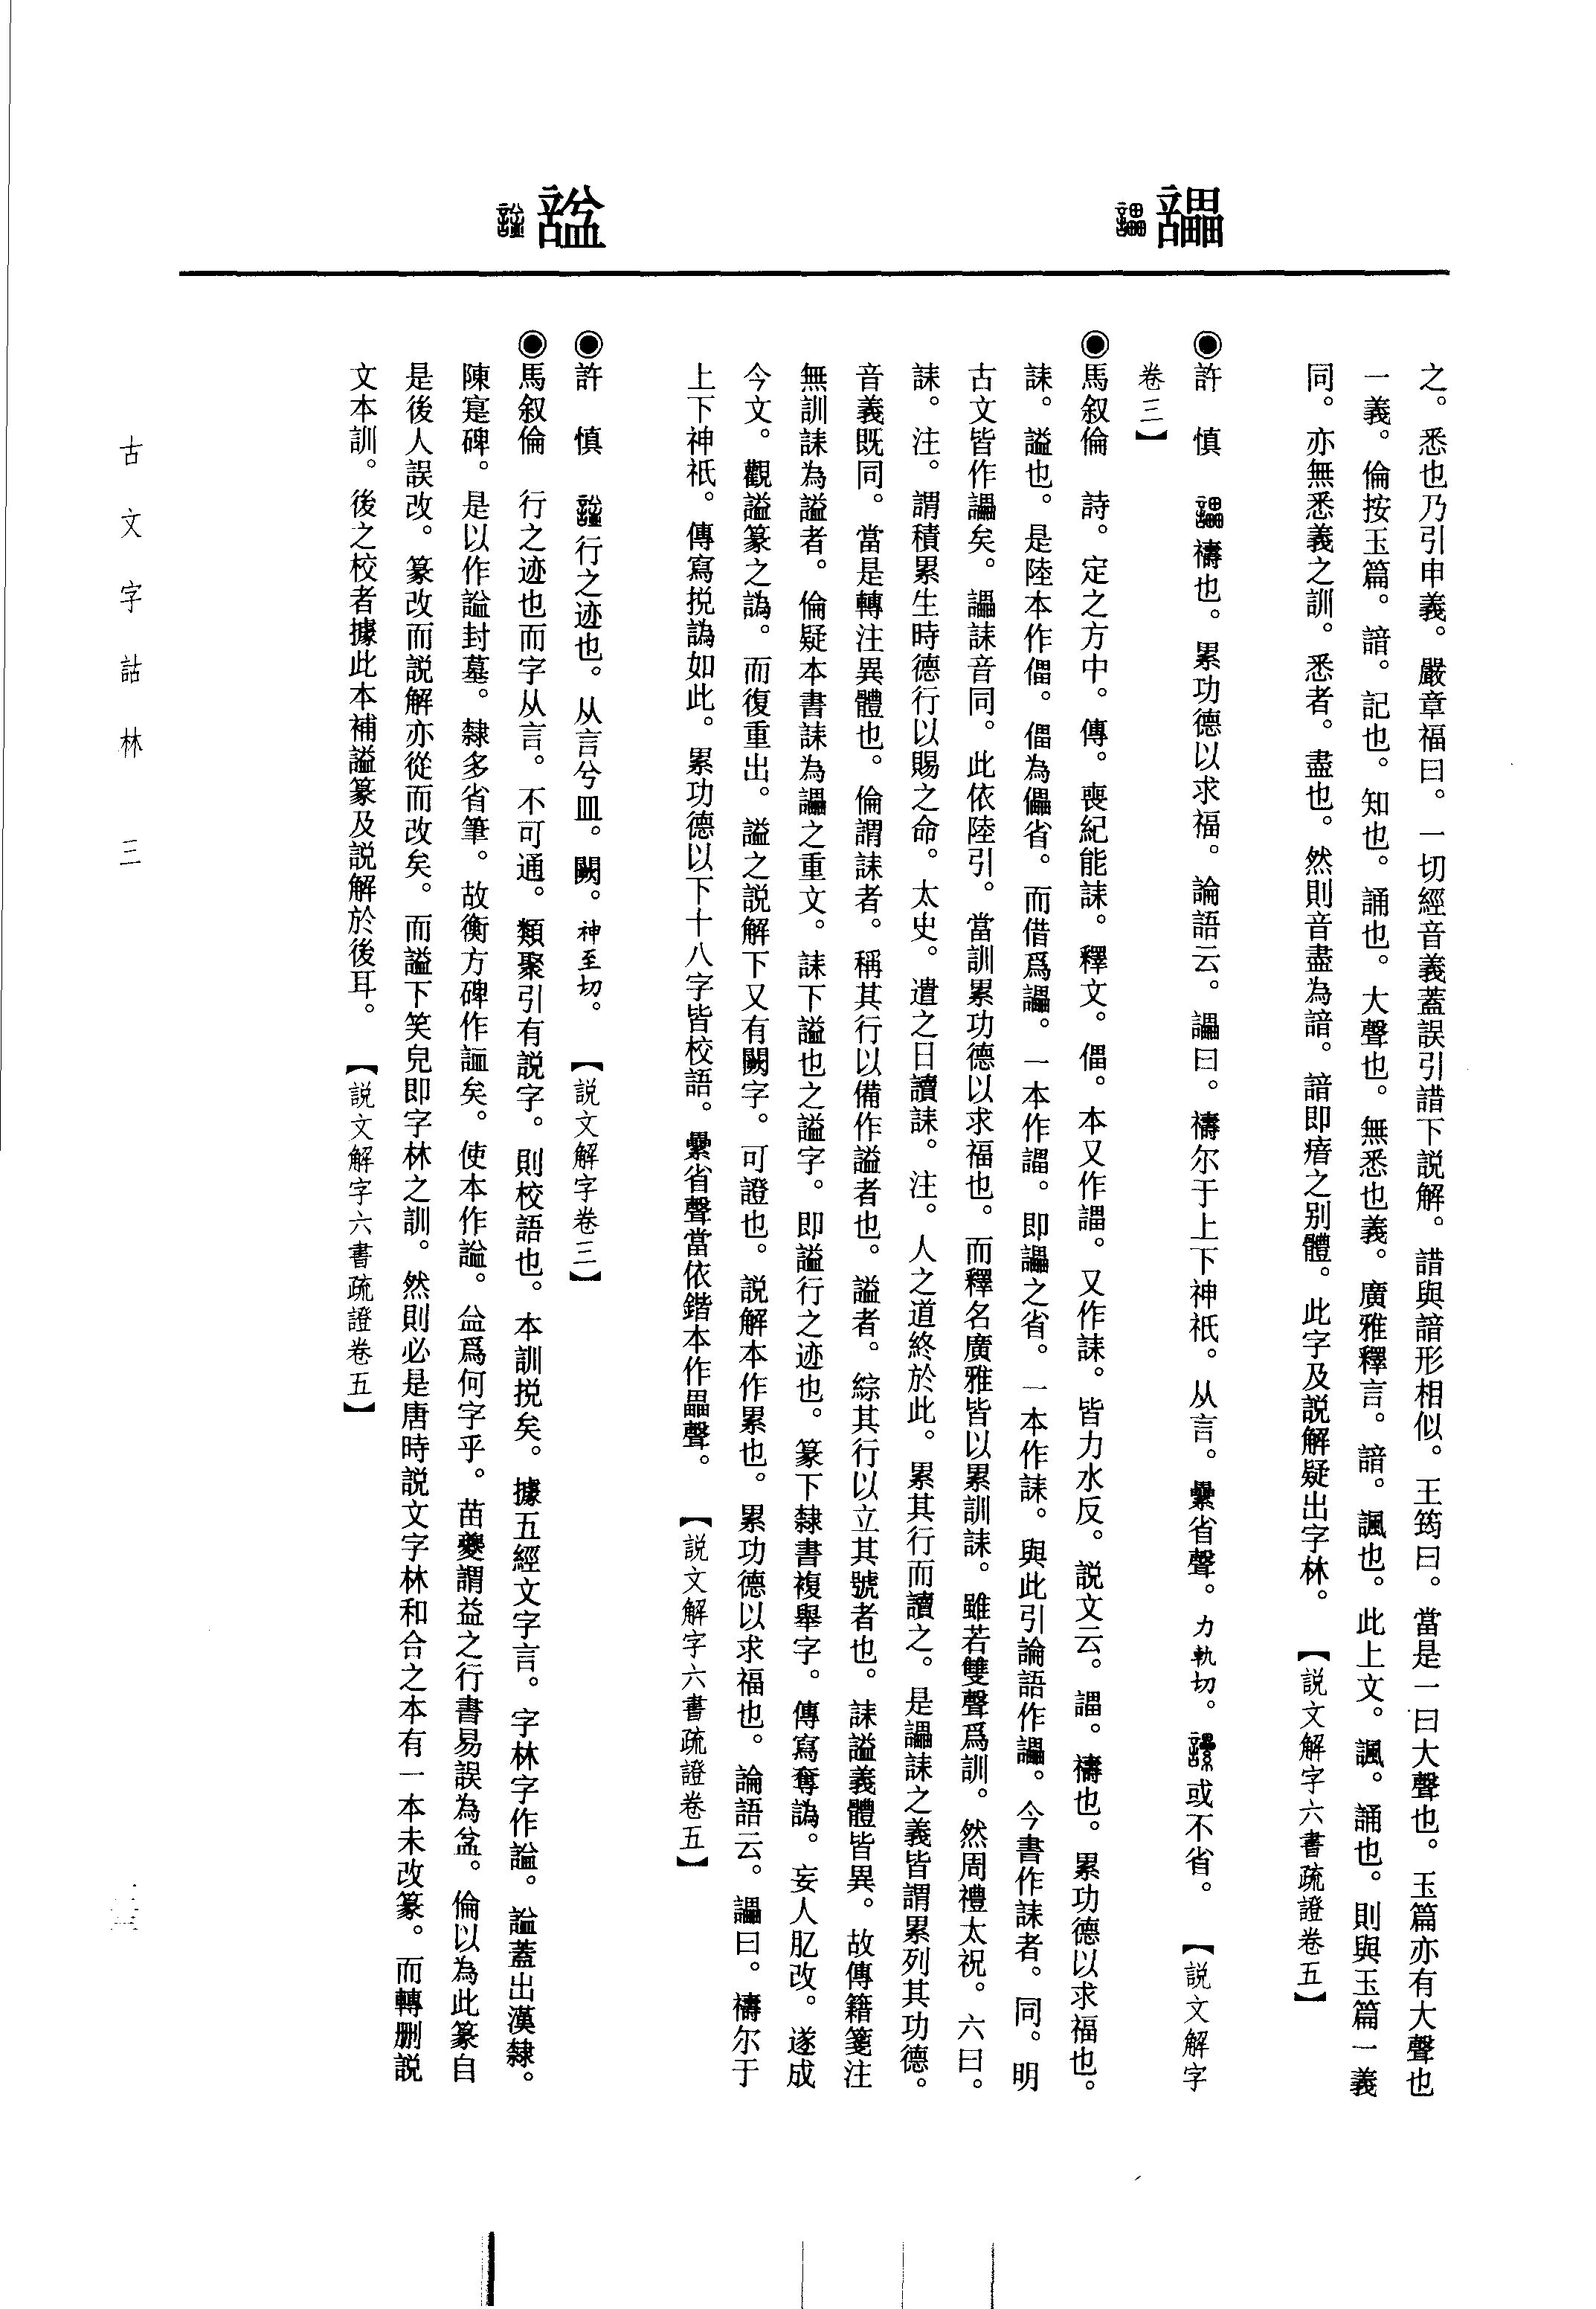 之。悉也乃引申義。嚴章福曰。一切經音義蓋誤引諎下説解。諎與諳形相似。王筠曰。當是一曰大聲也。玉篇亦有大聲也
一義。倫按玉篇。諳。記也。知也。誦也。大聲也。無悉也義。廣雅釋言。諳。諷也。此上文。諷。誦也。則與玉篇一義
同。亦無悉義之訓。悉者。盡也。然則音盡為諳。諳即瘖之别體。此字及説解疑出字林。【説文解字六書疏證卷五】
讄
許 慎 禱也。累功德以求福。論語云。讄曰。禱尔于上下神祇。从言。纍省聲。力軌切。或不省。【説文解字
卷三】
馬叙倫 詩。定之方中。傳。喪紀能誄。釋文。儡。本又作讄。又作誄。皆力水反。説文云。讄。禱也。累功德以求福也。
誄。謚也。是陸本作㒍。㒍為儡省。而借爲讄。一本作䛶。即讄之省。一本作誄。與此引論語作讄。今書作誄者。同。明
古文皆作讄矣。讄誄音同。此依陸引。當訓累功德以求福也。而釋名廣雅皆以累訓誄。雖若雙聲爲訓。然周禮太祝。六曰。
誄。注。謂積累生時德行以賜之命。太史。遣之日讀誄。注。人之道終於此。累其行而讀之。是讄誄之義皆謂累列其功德。
音義既同。當是轉注異體也。倫謂誄者。稱其行以備作謚者也。謚者。綜其行以立其號者也。誄謚義體皆異。故傳籍箋注
無訓誄為謚者。倫疑本書誄為讄之重文。誄下謚也之謚字。即謚行之迹也。篆下隸書複舉字。傳寫奪譌。妄人肊改。遂成
今文。觀謚篆之譌。而復重出。謚之説解下又有闕字。可證也。説解本作累也。累功德以求福也。論語云。讄曰。禱尔于
上下神祇。傳寫捝譌如此。累功德以下十八字皆校語。纍省聲當依鍇本作畾聲。【説文解字六書疏證卷五】
諡
許 慎 行之迹也。从言兮皿。闕。神至切。【説文解字卷三】
馬叙倫 行之迹也而字从言。不可通。類聚引有説字。則校語也。本訓捝矣。據五經文字言。字林字作謚。謚蓋出漢隸。
陳寔碑。是以作謚封墓。隸多省筆。故衡方碑作䛑矣。使本作謚。益爲何字乎。苗夔謂益之行書易誤為盆。倫以為此篆自
是後人誤改。篆改而説解亦從而改矣。而謚下笑皃即字林之訓。然則必是唐時説文字林和合之本有一本未改篆。而轉删説
文本訓。後之校者據此本補謚篆及説解於後耳。【説文解字六書疏證卷五】
古文字詁林 三